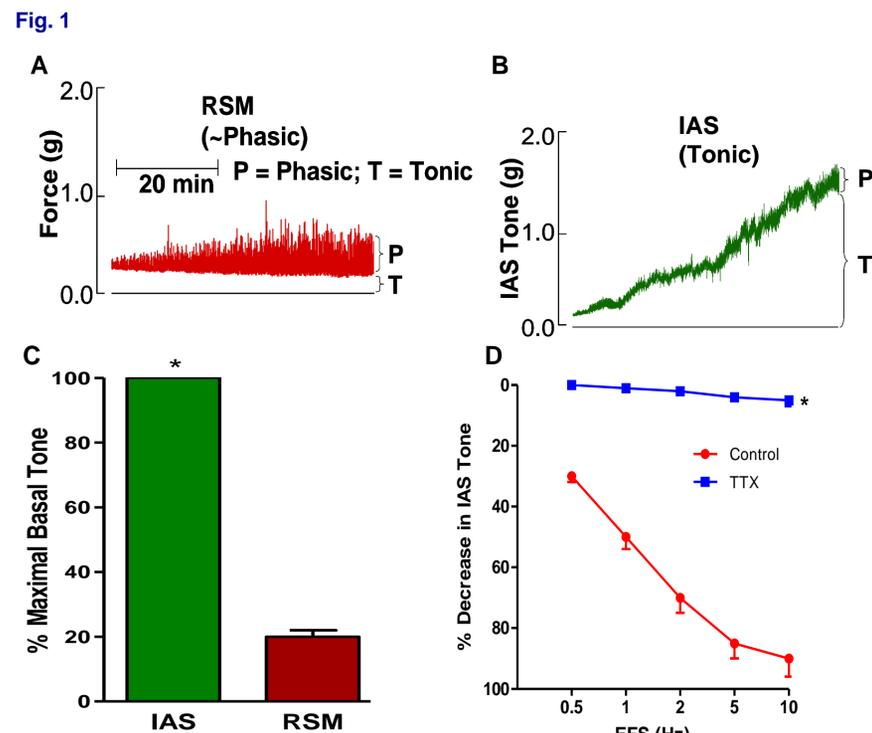 Fig. 1
A
2.0
1.0
0.0
Force (g)
RSM
(~Phasic)
20 min
P = Phasic; T = Tonic
P
T
B
2.0
1.0
0.0
IAS Tone (g)
IAS
(Tonic)
P
T
C
100
80
60
40
20
0
% Maximal Basal Tone
*
IAS
RSM
D
0
20
40
60
80
100
% Decrease in IAS Tone
*
Control
TTX
0.5
1
2
5
10
EFS (Hz)